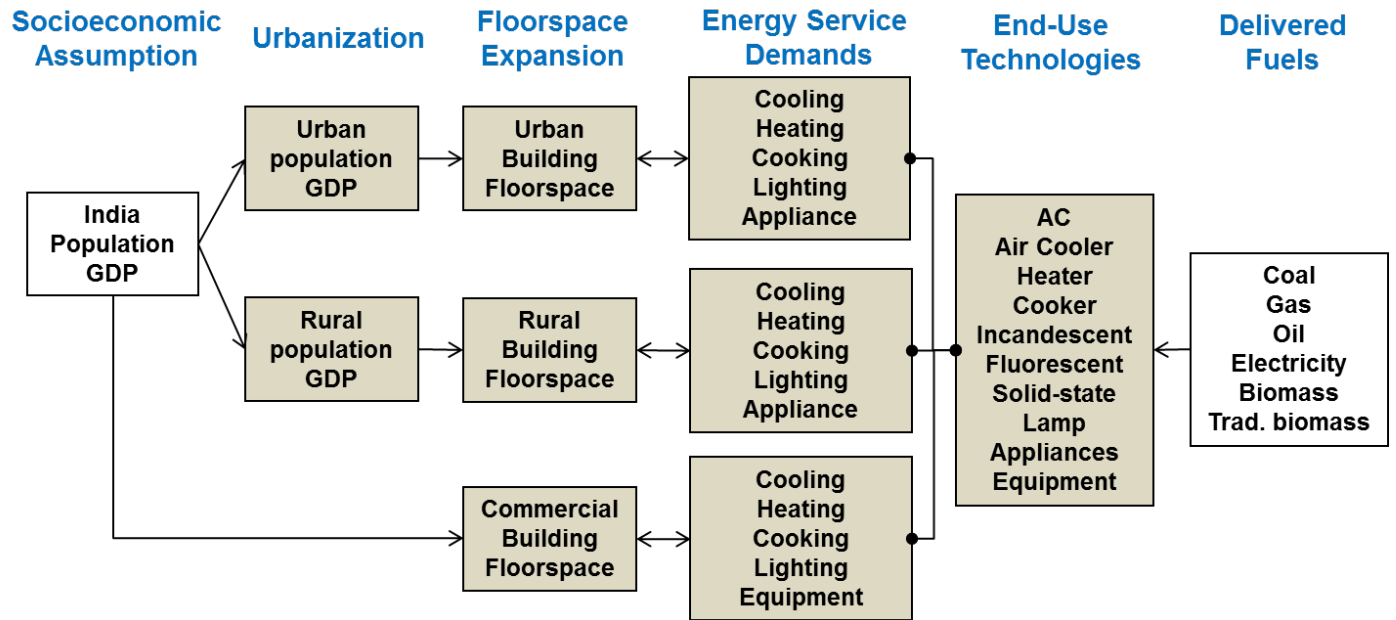 Socioeconomic
Assumption
Urbanization
Floorspace
Expansion
Energy Service
Demands
End-Use
Technologies
Delivered
Fuels
India
Population
GDP
Urban
population
GDP
Rural
population
GDP
Urban
Building
Floorspace
Rural
Building
Floorspace
Commercial
Building
Floorspace
Cooling
Heating
Cooking
Lighting
Appliance
Cooling
Heating
Cooking
Lighting
Appliance
Cooling
Heating
Cooking
Lighting
Equipment
AC
Air Cooler
Heater
Cooker
Incandescent
Fluorescent
Solid-state
Lamp
Appliances
Equipment
Coal
Gas
Oil
Electricity
Biomass
Trad. biomass